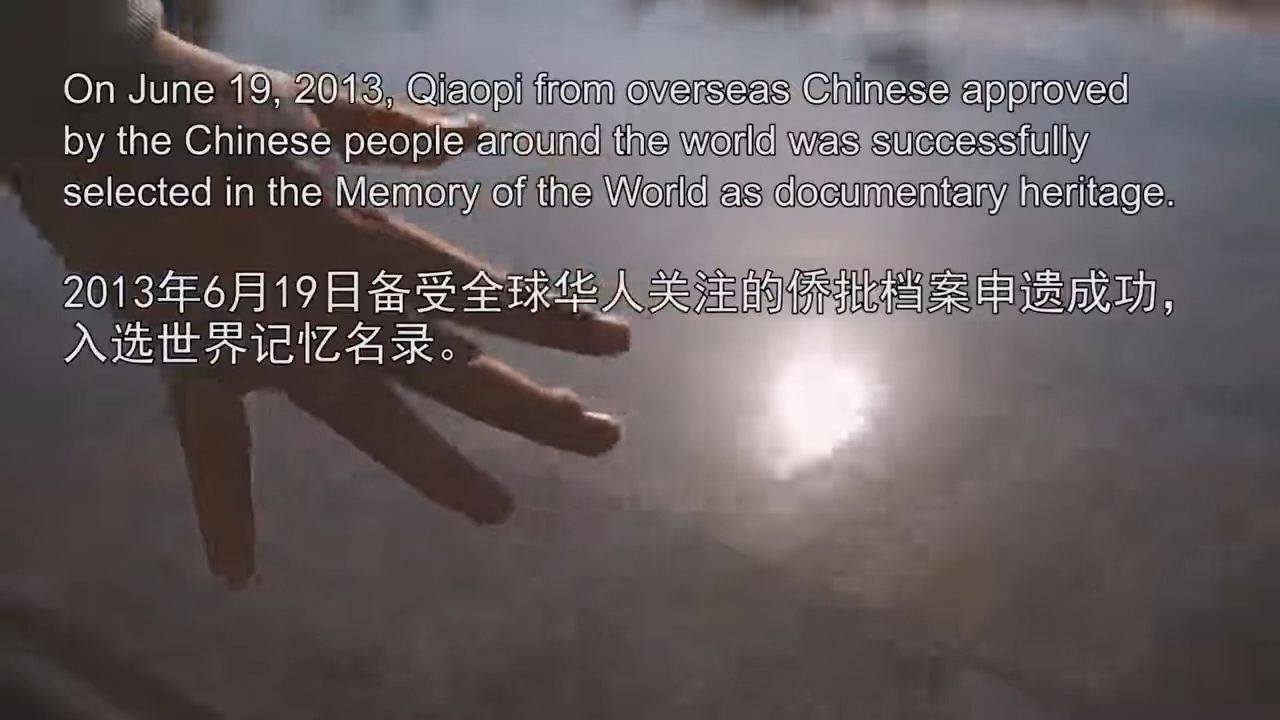 On June 19, 2013, Qiaopi from overseas Chinese approved
by the Chinese people around the world was successfully
selected in the Memory of the World as documentary heritage.
2013年6月19日备受全球华人关注的侨批档案申遗成功，
入选世界记忆名录。